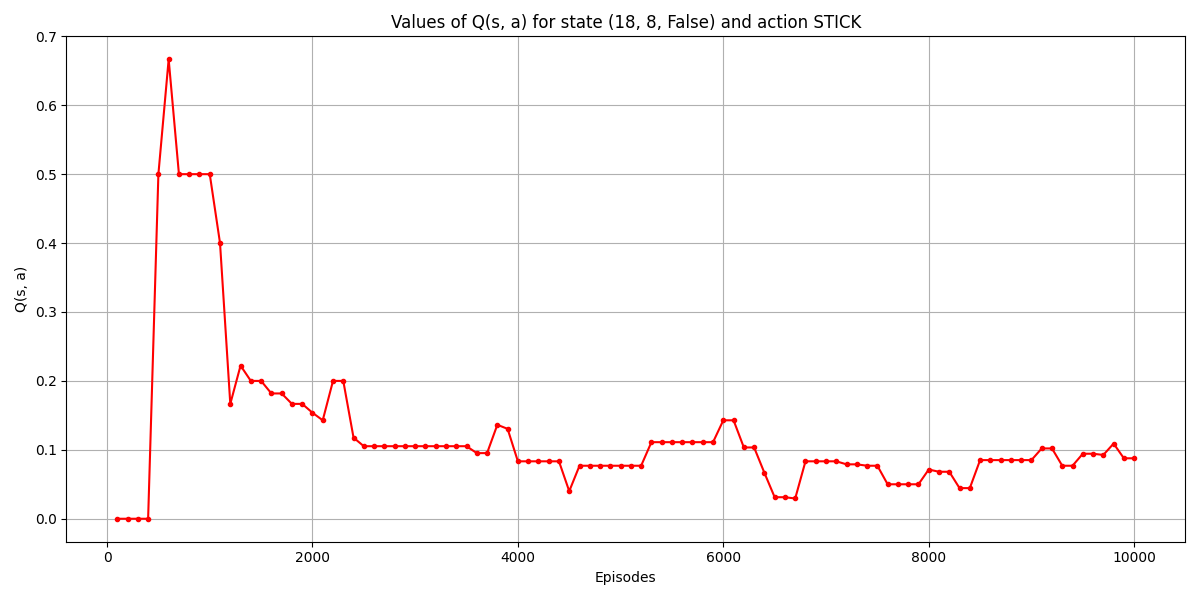 Values of Q(s, a) for state (18, 8, False) and action STICK
0.7
0.6
0.5
0.4
0.3
0.2
0.1
0.0
Q(s, a)
0 2000 4000 6000 8000 10000
Episodes